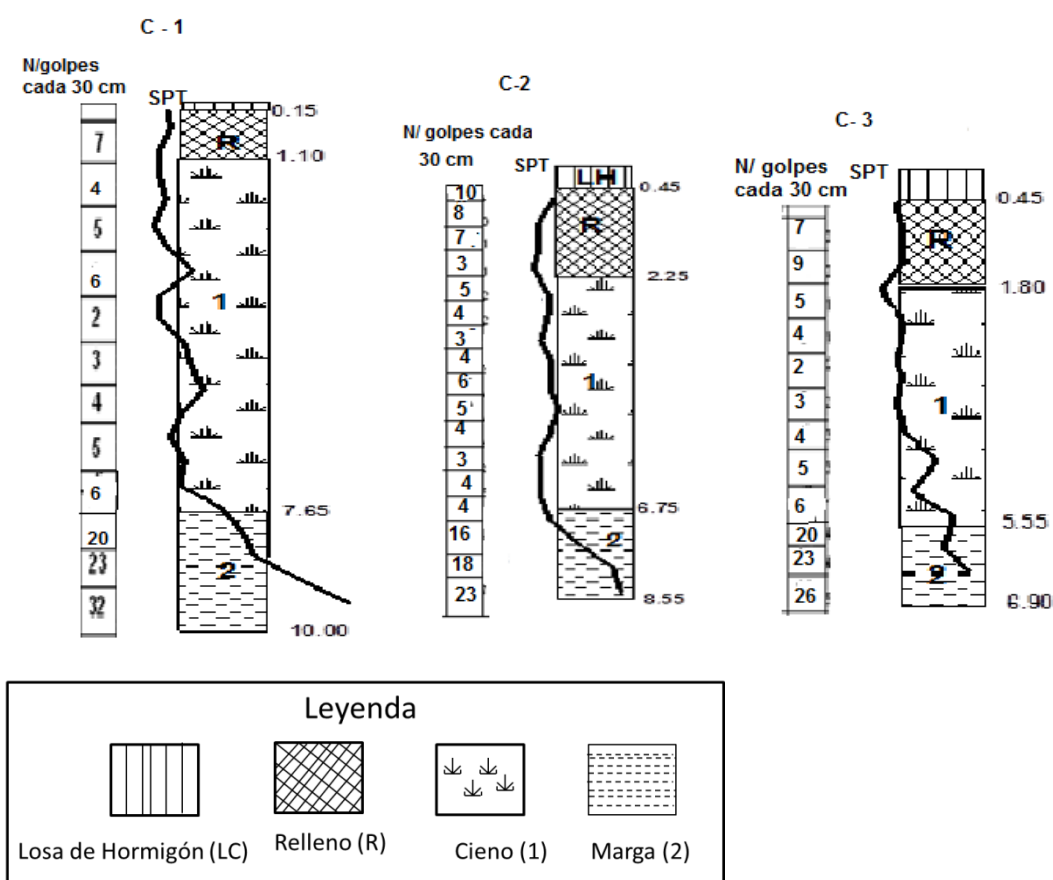 C - 1
N/golpes
cada 30 cm
SPT
7
4
5
6
2
3
4
5
6
20
23
32
R
1
2
0.15
1.10
7.65
10.00
C-2
N/ golpes cada
30 cm
SPT
10
8
7
3
5
4
3
4
6
5
4
3
4
4
16
18
23
LH
R
1
2
0.45
2.25
6.75
8.55
C- 3
N/ golpes
cada 30 cm
SPT
7
9
5
4
2
3
4
5
6
20
23
26
R
1
2
0.45
1.80
5.55
6.90
Leyenda
Losa de Hormigón (LC)
Relleno (R)
Cieno (1)
Marga (2)